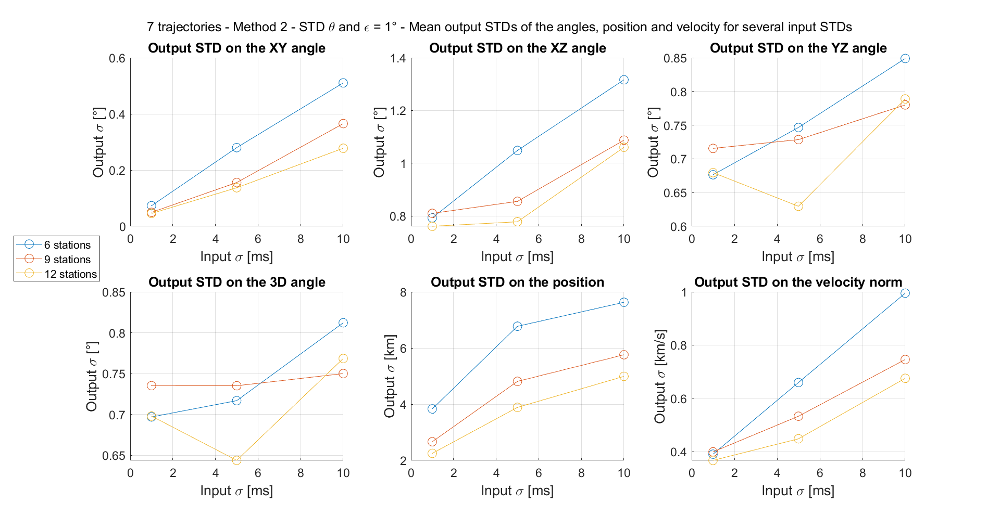 7 trajectories - Method 2 - STD θ and ϵ = 1° - Mean output STDs of the angles, position and velocity for several input STDs
Output STD on the XY angle
0.6
0.4
0.2
0
Output σ [°]
0 2 4 6 8 10
Input σ [ms]
Output STD on the XZ angle
1.4
1.2
1
0.8
Output σ [°]
0 2 4 6 8 10
Input σ [ms]
Output STD on the YZ angle
0.85
0.8
0.75
0.7
0.65
0.6
Output σ [°]
0 2 4 6 8 10
Input σ [ms]
6 stations
9 stations
12 stations
Output STD on the 3D angle
0.85
0.8
0.75
0.7
0.65
Output σ [°]
0 2 4 6 8 10
Input σ [ms]
Output STD on the position
8
6
4
2
Output σ [km]
0 2 4 6 8 10
Input σ [ms]
Output STD on the velocity norm
1
0.8
0.6
0.4
Output σ [km/s]
0 2 4 6 8 10
Input σ [ms]